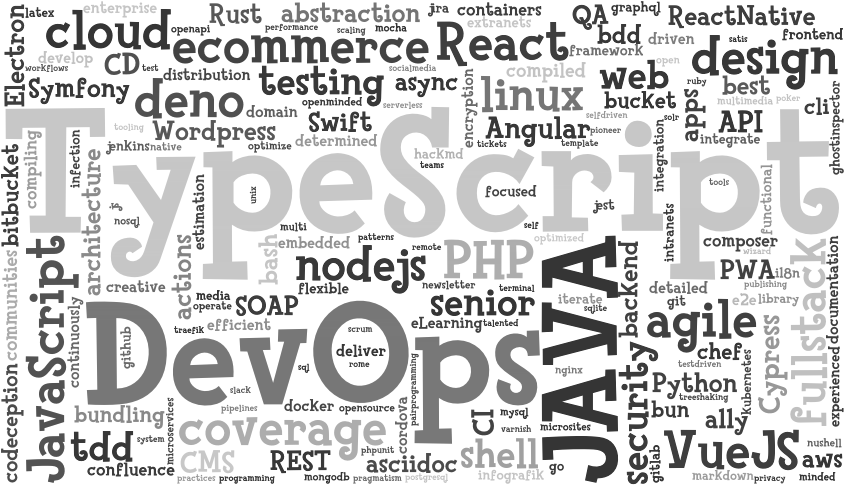 latex
enterprise
Electron
cloud
Rust
abstraction
jra
containers
QA
graphql
ReactNative
openapi
performance
scaling
mocha
extranets
bdd
driven
satis
frontend
ecommerce
React
framework
develop
CD
workflows
test
distribution
testing
socialmedia
async
compiled
web
open
design
Symfony
deno
domain
openminded
serverless
encryption
linux
bucket
ruby
best
multimedia
poker
apps
cli
tooling
Wordpress
Swift
determined
Angular
selfdriven
pioneer
solr
API
integrate
ghostinspector
compiling
infection
jenkins
native
optimize
hackmd
teams
tickets
template
integration
TypeScript
bitbucket
architecture
estimation
unix
focused
tools
functional
nosql
jest
self
intranets
multi
bash
embedded
patterns
remote
optimized
composer
wizard
communities
JavaScript
actions
nodejs
PHP
JAVA
backend
PWA
il8n
publishing
fullstack
documentation
creative
flexible
newsletter
terminal
detailed
continuously
media
operate
SOAP
senior
iterate
sqlite
git
e2e
library
traefik
efficient
scrum
eLearning
talented
agile
DevOps
github
deliver
rome
sql
nginx
chef
testdriven
Cypress
codeception
slack
pairprogramming
security
Python
kubernetes
treeshaking
experienced
bundling
pipelines
docker
opensource
cordova
CI
mysql
varnish
microsites
bun
ally
tdd
system
microservices
coverage
phpunit
shell
gitlab
VueJS
nushell
confluence
CMS
REST
asciidoc
go
aws
practices
programming
mongodb
pragmatism
postgresql
infografik
markdown
privacy
minded